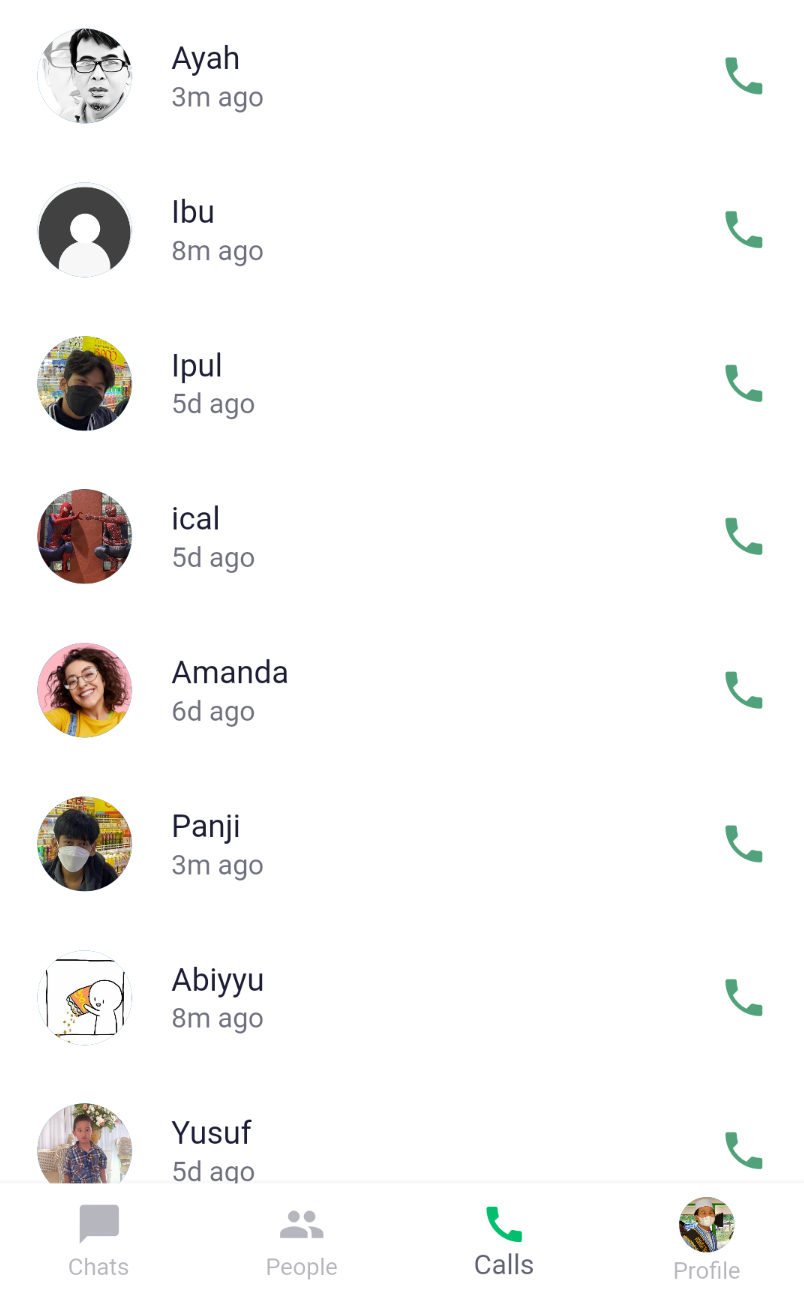 Ayah
3m ago
Ibu
8m ago
Ipul
5d ago
ical
5d ago
Amanda
6d ago
Panji
3m ago
Abiyyu
8m ago
Yusuf
5d ago
Chats
People
Calls
Profile